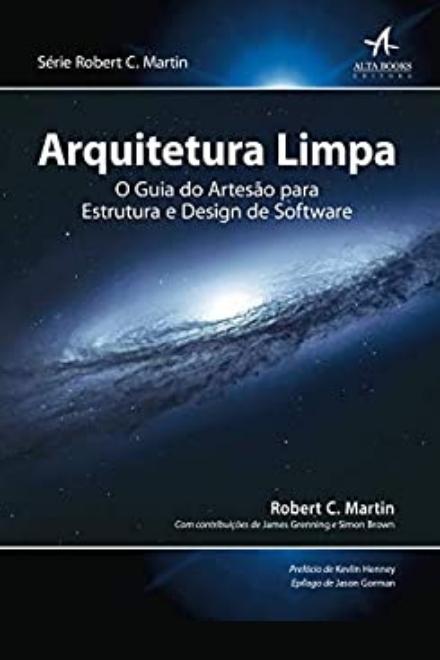 Série Robert C. Martin
ALTA BOOKS
EDITORA
Arquitetura Limpa
O Guia do Artesão para
Estrutura e Design de Software
Robert C. Martin
Com contribuições de James Grenning e Simon Brown
Prefácio de Kevlin Henney
Epílogo de Jason Gorman